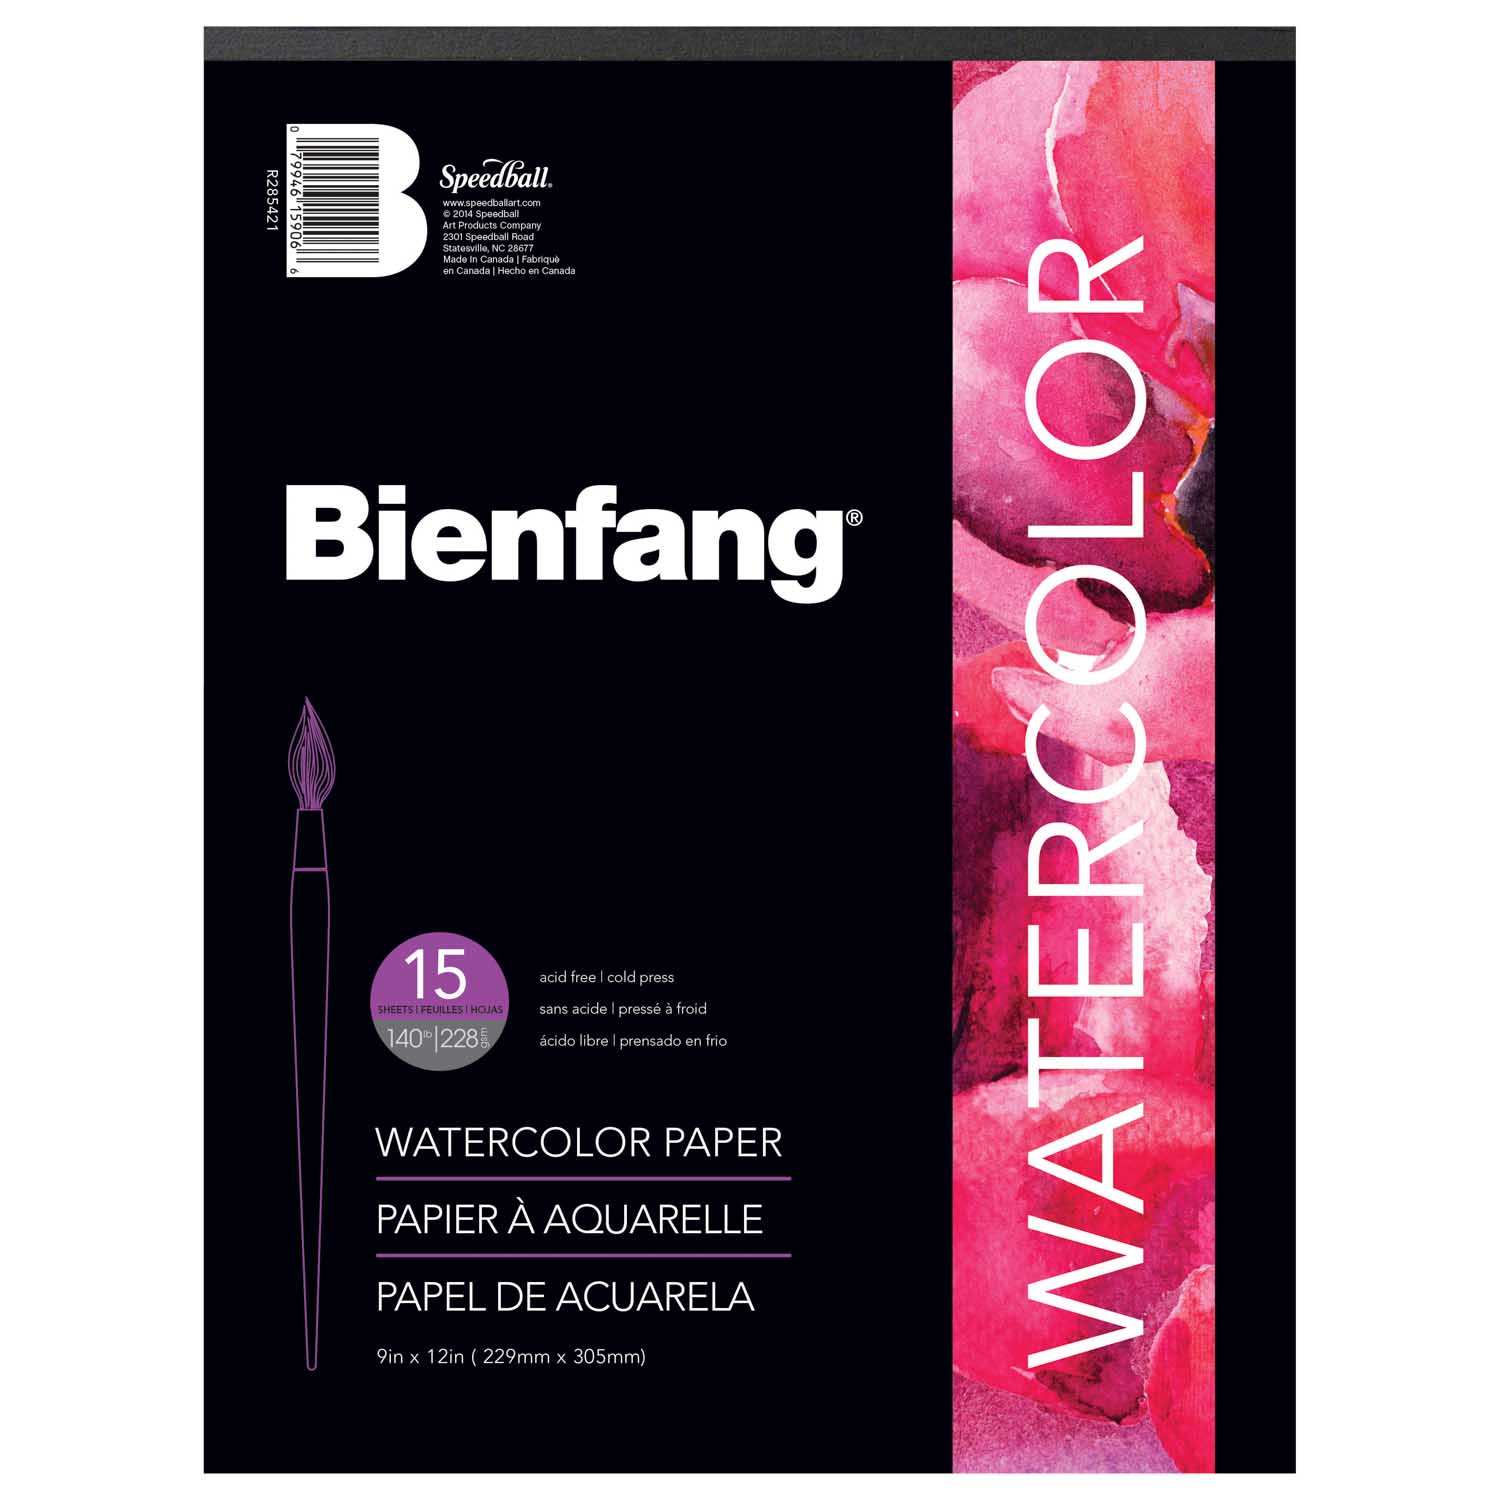 0 79946 15906 6
R285421
Speedball®
www.speedballart.com
© 2014 Speedball
Art Products Company
2301 Speedball Road
Statesville, NC 28677
Made In Canada | Fabriquè
en Canada | Hecho en Canada
Bienfang®
WATERCOLOR
15
SHEETS | FEUILLES | HOJAS
140lb | 228gsm
acid free | cold press
sans acide | pressé à froid
ácido libre | prensado en frio
WATERCOLOR PAPER
PAPIER À AQUARELLE
PAPEL DE ACUARELA
9in x 12in ( 229mm x 305mm)